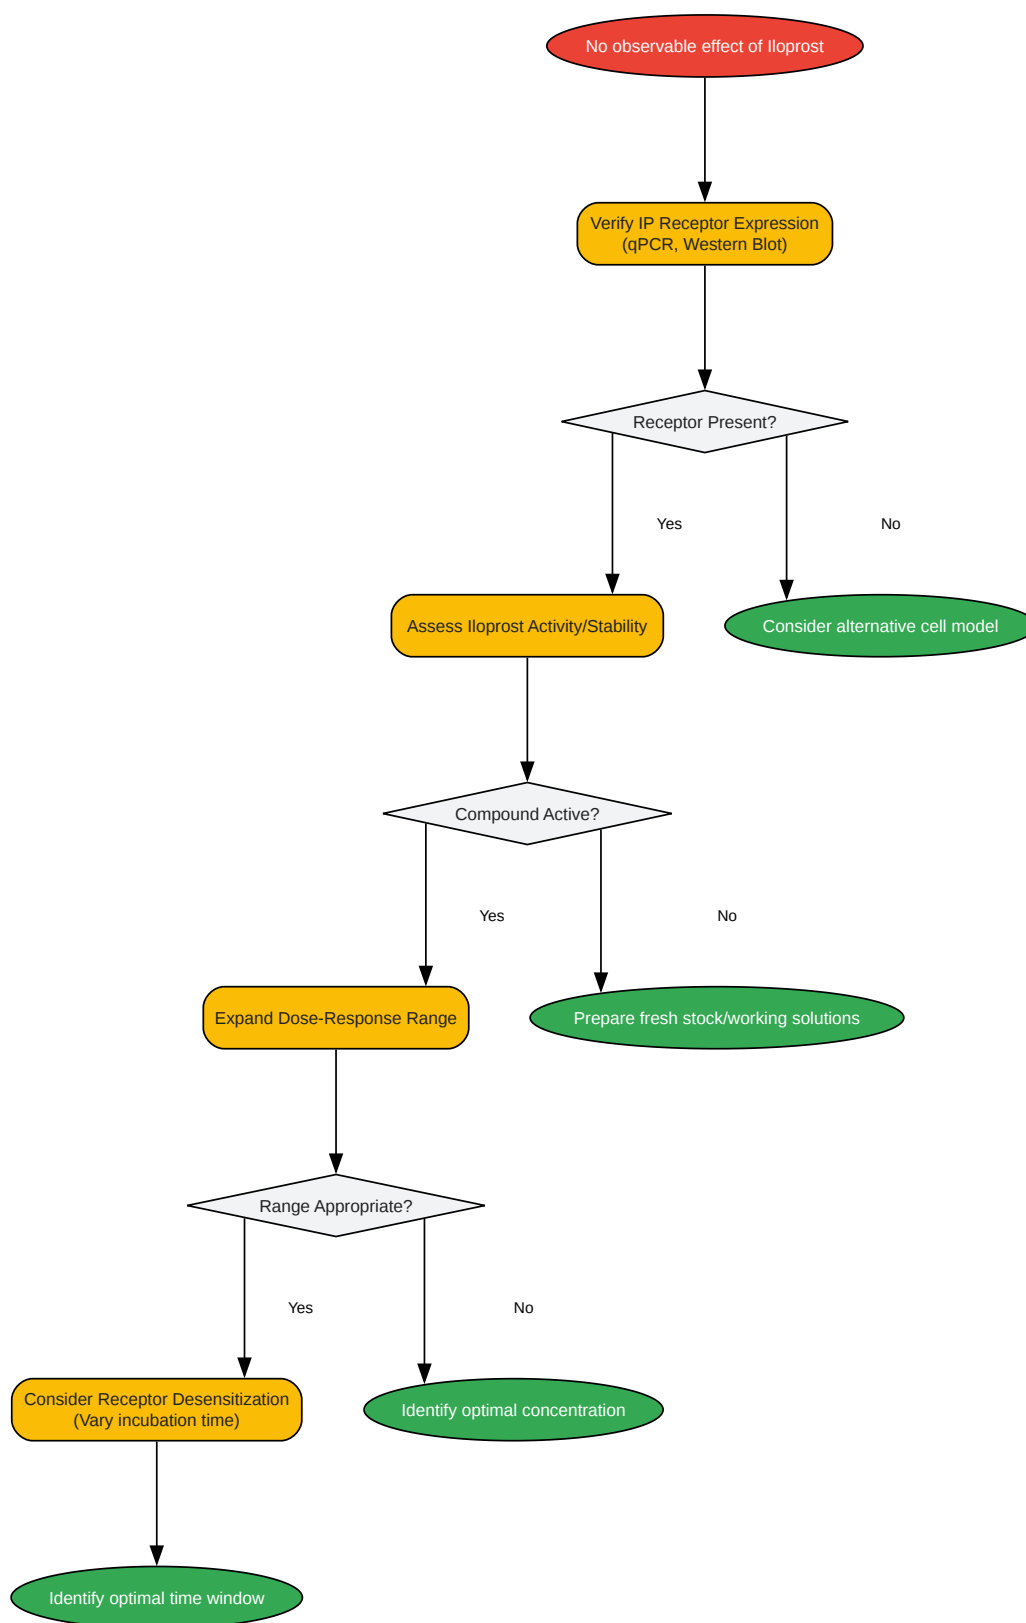 No observable effect of Iloprost
Verify IP Receptor Expression
(qPCR, Western Blot)
Receptor Present?
Yes
No
Assess Iloprost Activity/Stability
Consider alternative cell model
Compound Active?
Yes
No
Expand Dose-Response Range
Prepare fresh stock/working solutions
Range Appropriate?
Yes
No
Consider Receptor Desensitization
(Vary incubation time)
Identify optimal concentration
Identify optimal time window